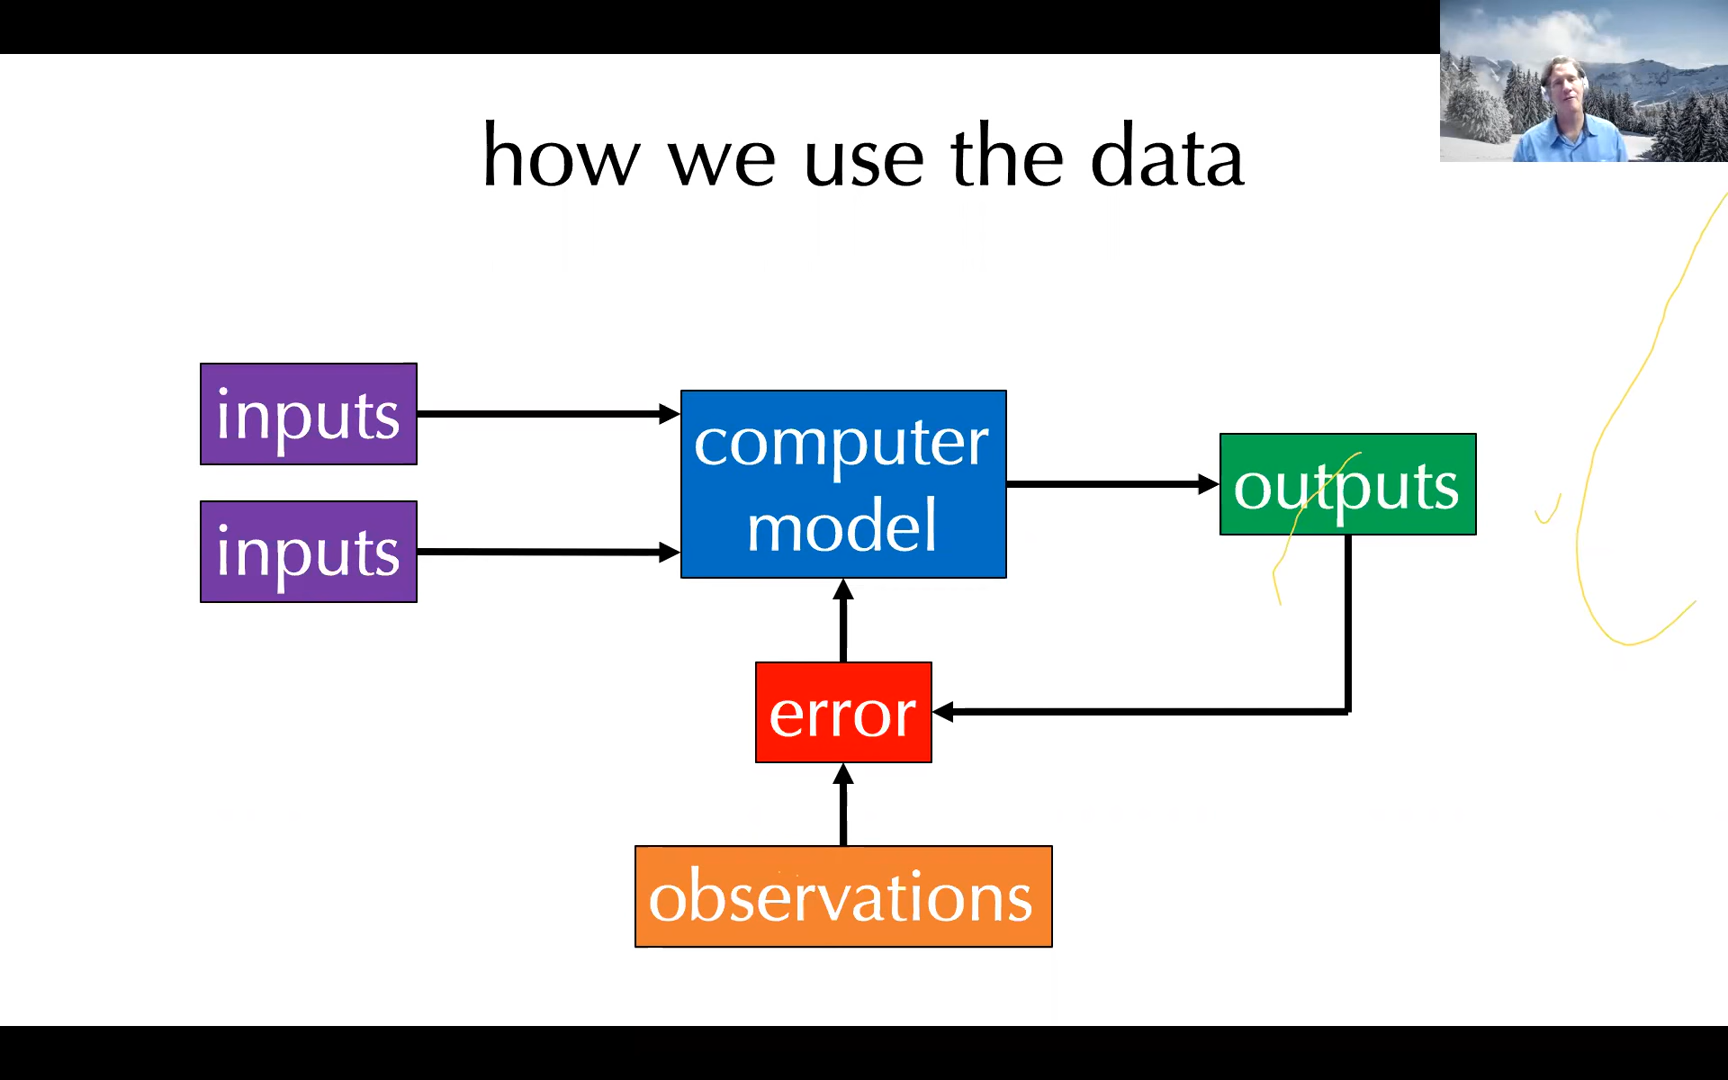 how we use the data
inputs
inputs
computer
model
outputs
error
observations